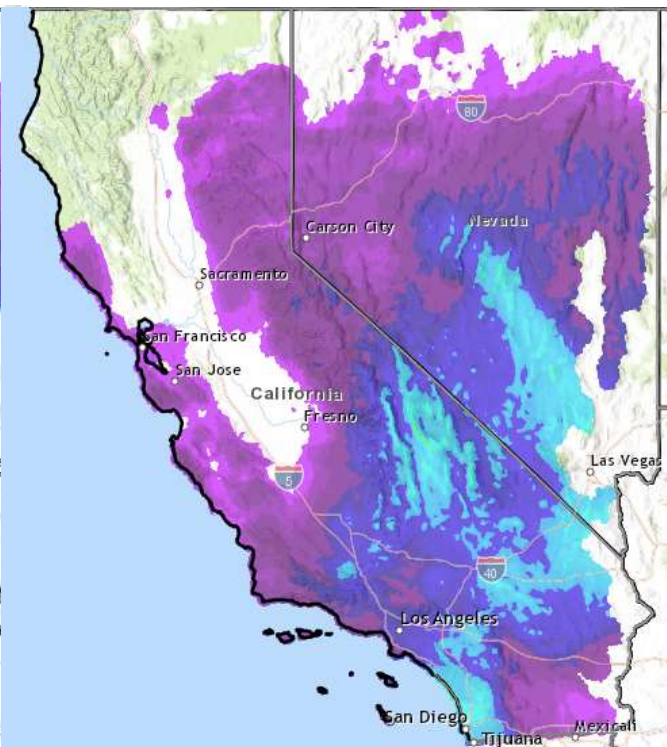 80
Carson City
Nevada
Sacramento
San Francisco
San Jose
California
Fresno
5
Las Vegas
40
Los Angeles
San Diego
Mexicali
Tijuana